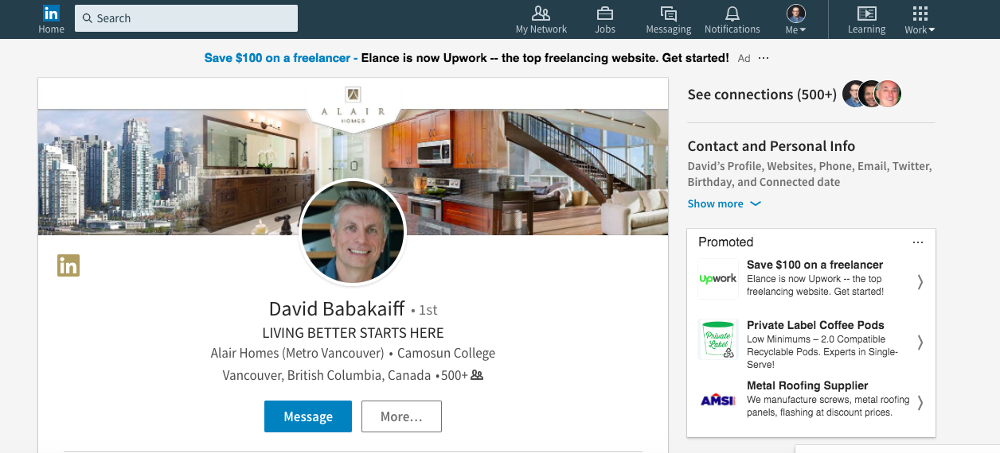 in
Search
Home
My Network
Jobs
Messaging
Notifications
Me
Learning
Work
Save $100 on a freelancer - Elance is now Upwork -- the top freelancing website. Get started! Ad ...
ALAIR
HOMES
in
David Babakaiff • 1st
LIVING BETTER STARTS HERE
Alair Homes (Metro Vancouver) • Camosun College
Vancouver, British Columbia, Canada • 500+
Message
More...
See connections (500+)
Contact and Personal Info
David's Profile, Websites, Phone, Email, Twitter,
Birthday, and Connected date
Show more
Promoted ...
upwork
Save $100 on a freelancer
Elance is now Upwork -- the top
freelancing website. Get started!
Private
Label
Private Label Coffee Pods
Low Minimums – 2.0 Compatible
Recyclable Pods. Experts in Single-
Serve!
AMSI
Metal Roofing Supplier
We manufacture screws, metal roofing
panels, flashing at discount prices.